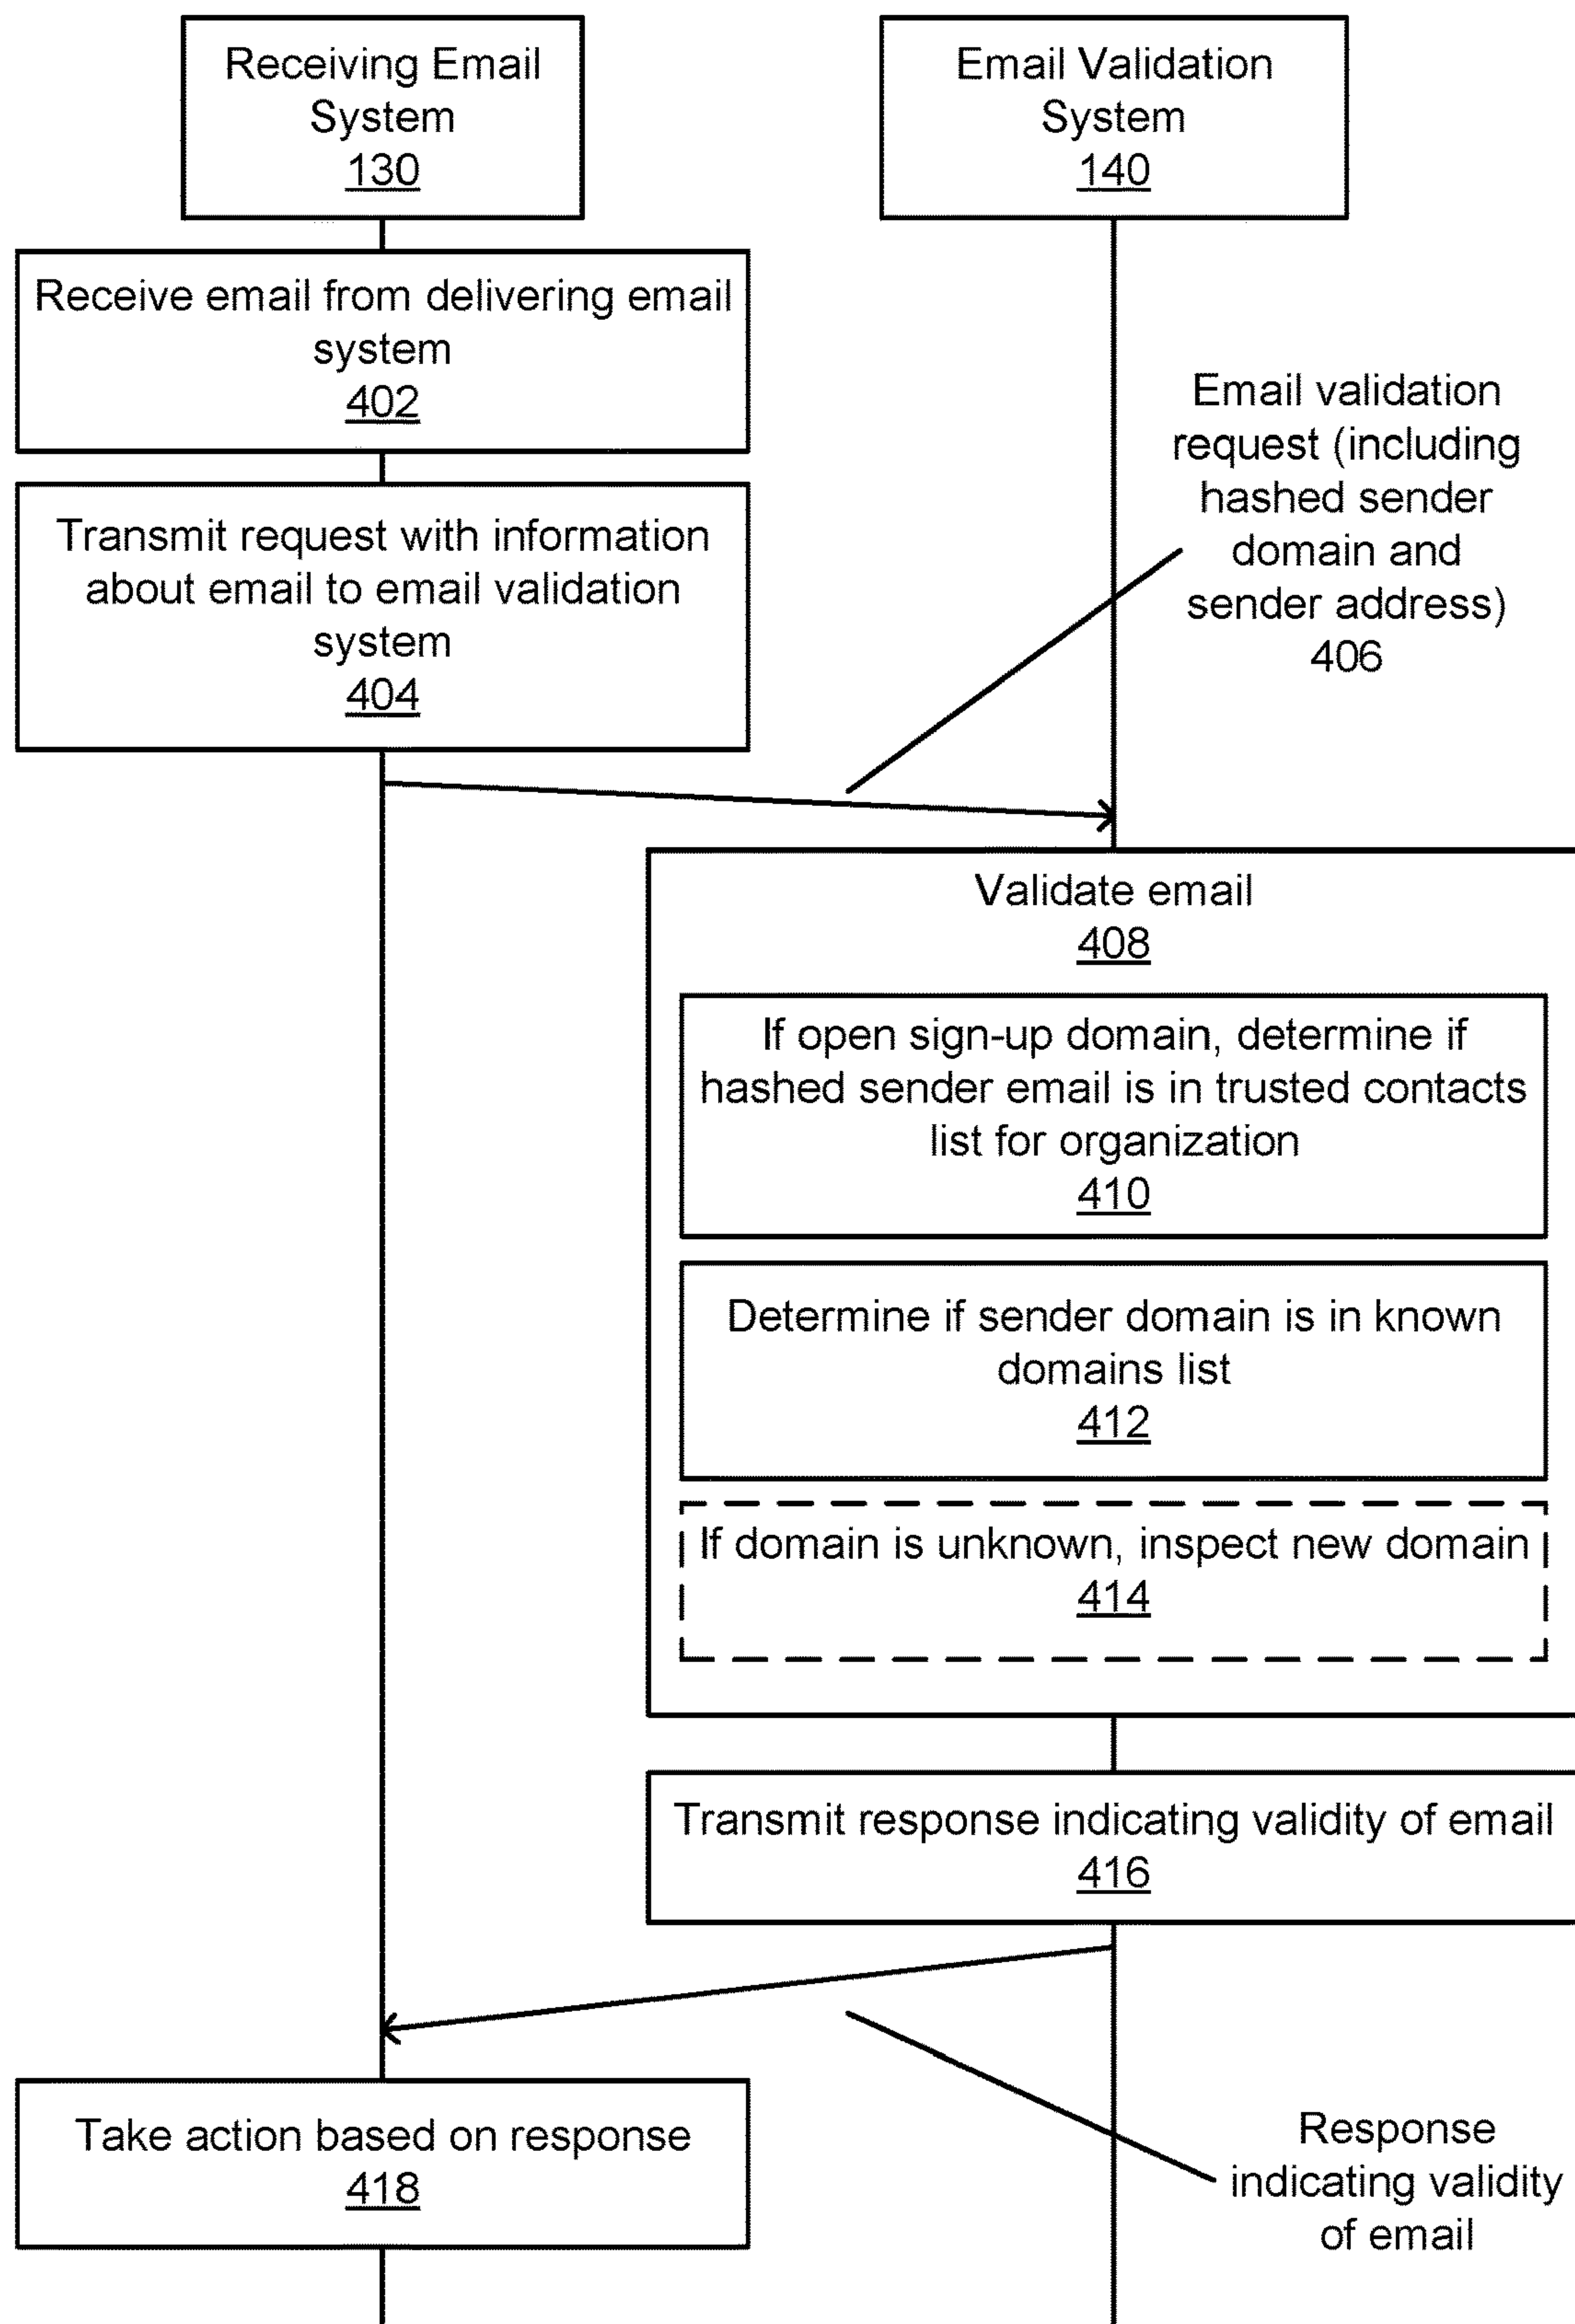 Receiving Email
System
130
Email Validation
System
140
Receive email from delivering email
system
402
Transmit request with information
about email to email validation
system
404
Email validation
request (including
hashed sender
domain and
sender address)
406
Validate email
408
If open sign-up domain, determine if
hashed sender email is in trusted contacts
list for organization
410
Determine if sender domain is in known
domains list
412
If domain is unknown, inspect new domain
414
Transmit response indicating validity of email
416
Take action based on response
418
Response
indicating validity
of email